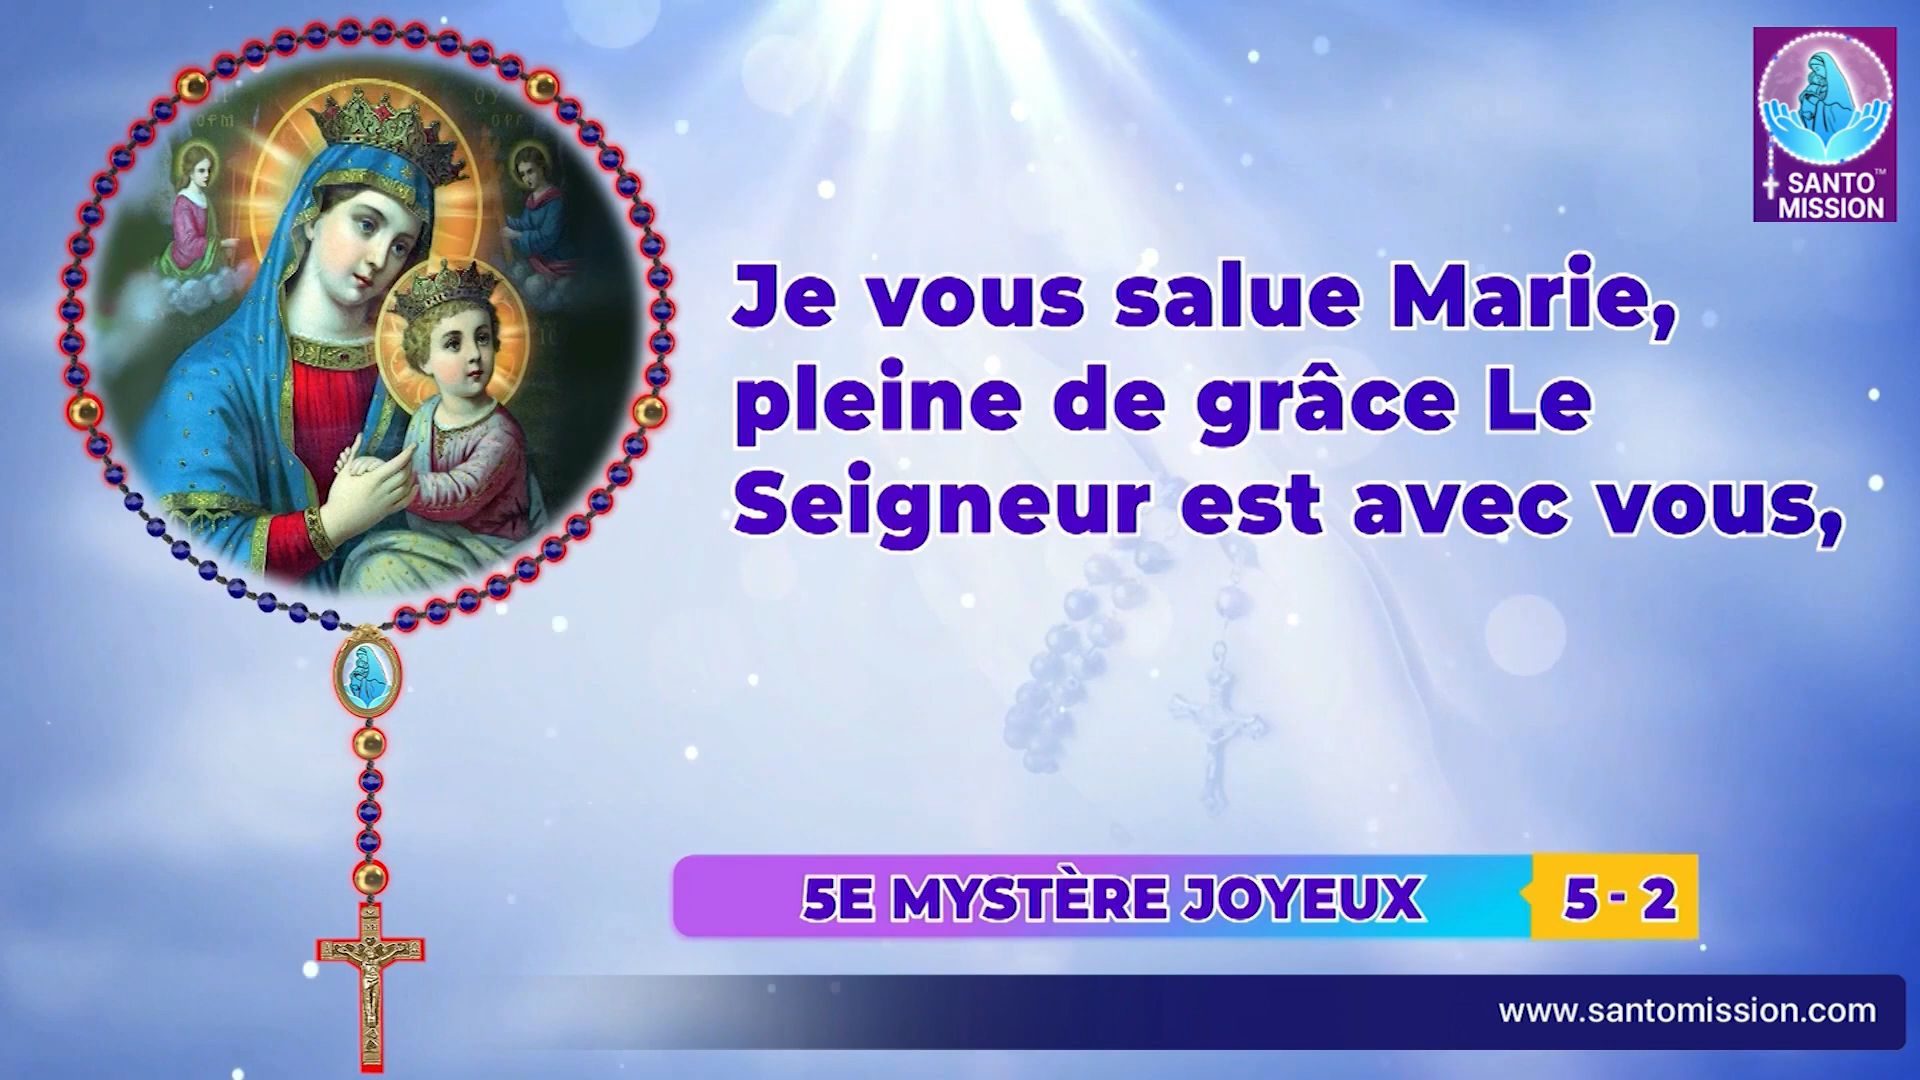 SANTO™
MISSION
Je vous salue Marie,
pleine de grâce Le
Seigneur est avec vous,
5E MYSTÈRE JOYEUX
5 - 2
www.santomission.com